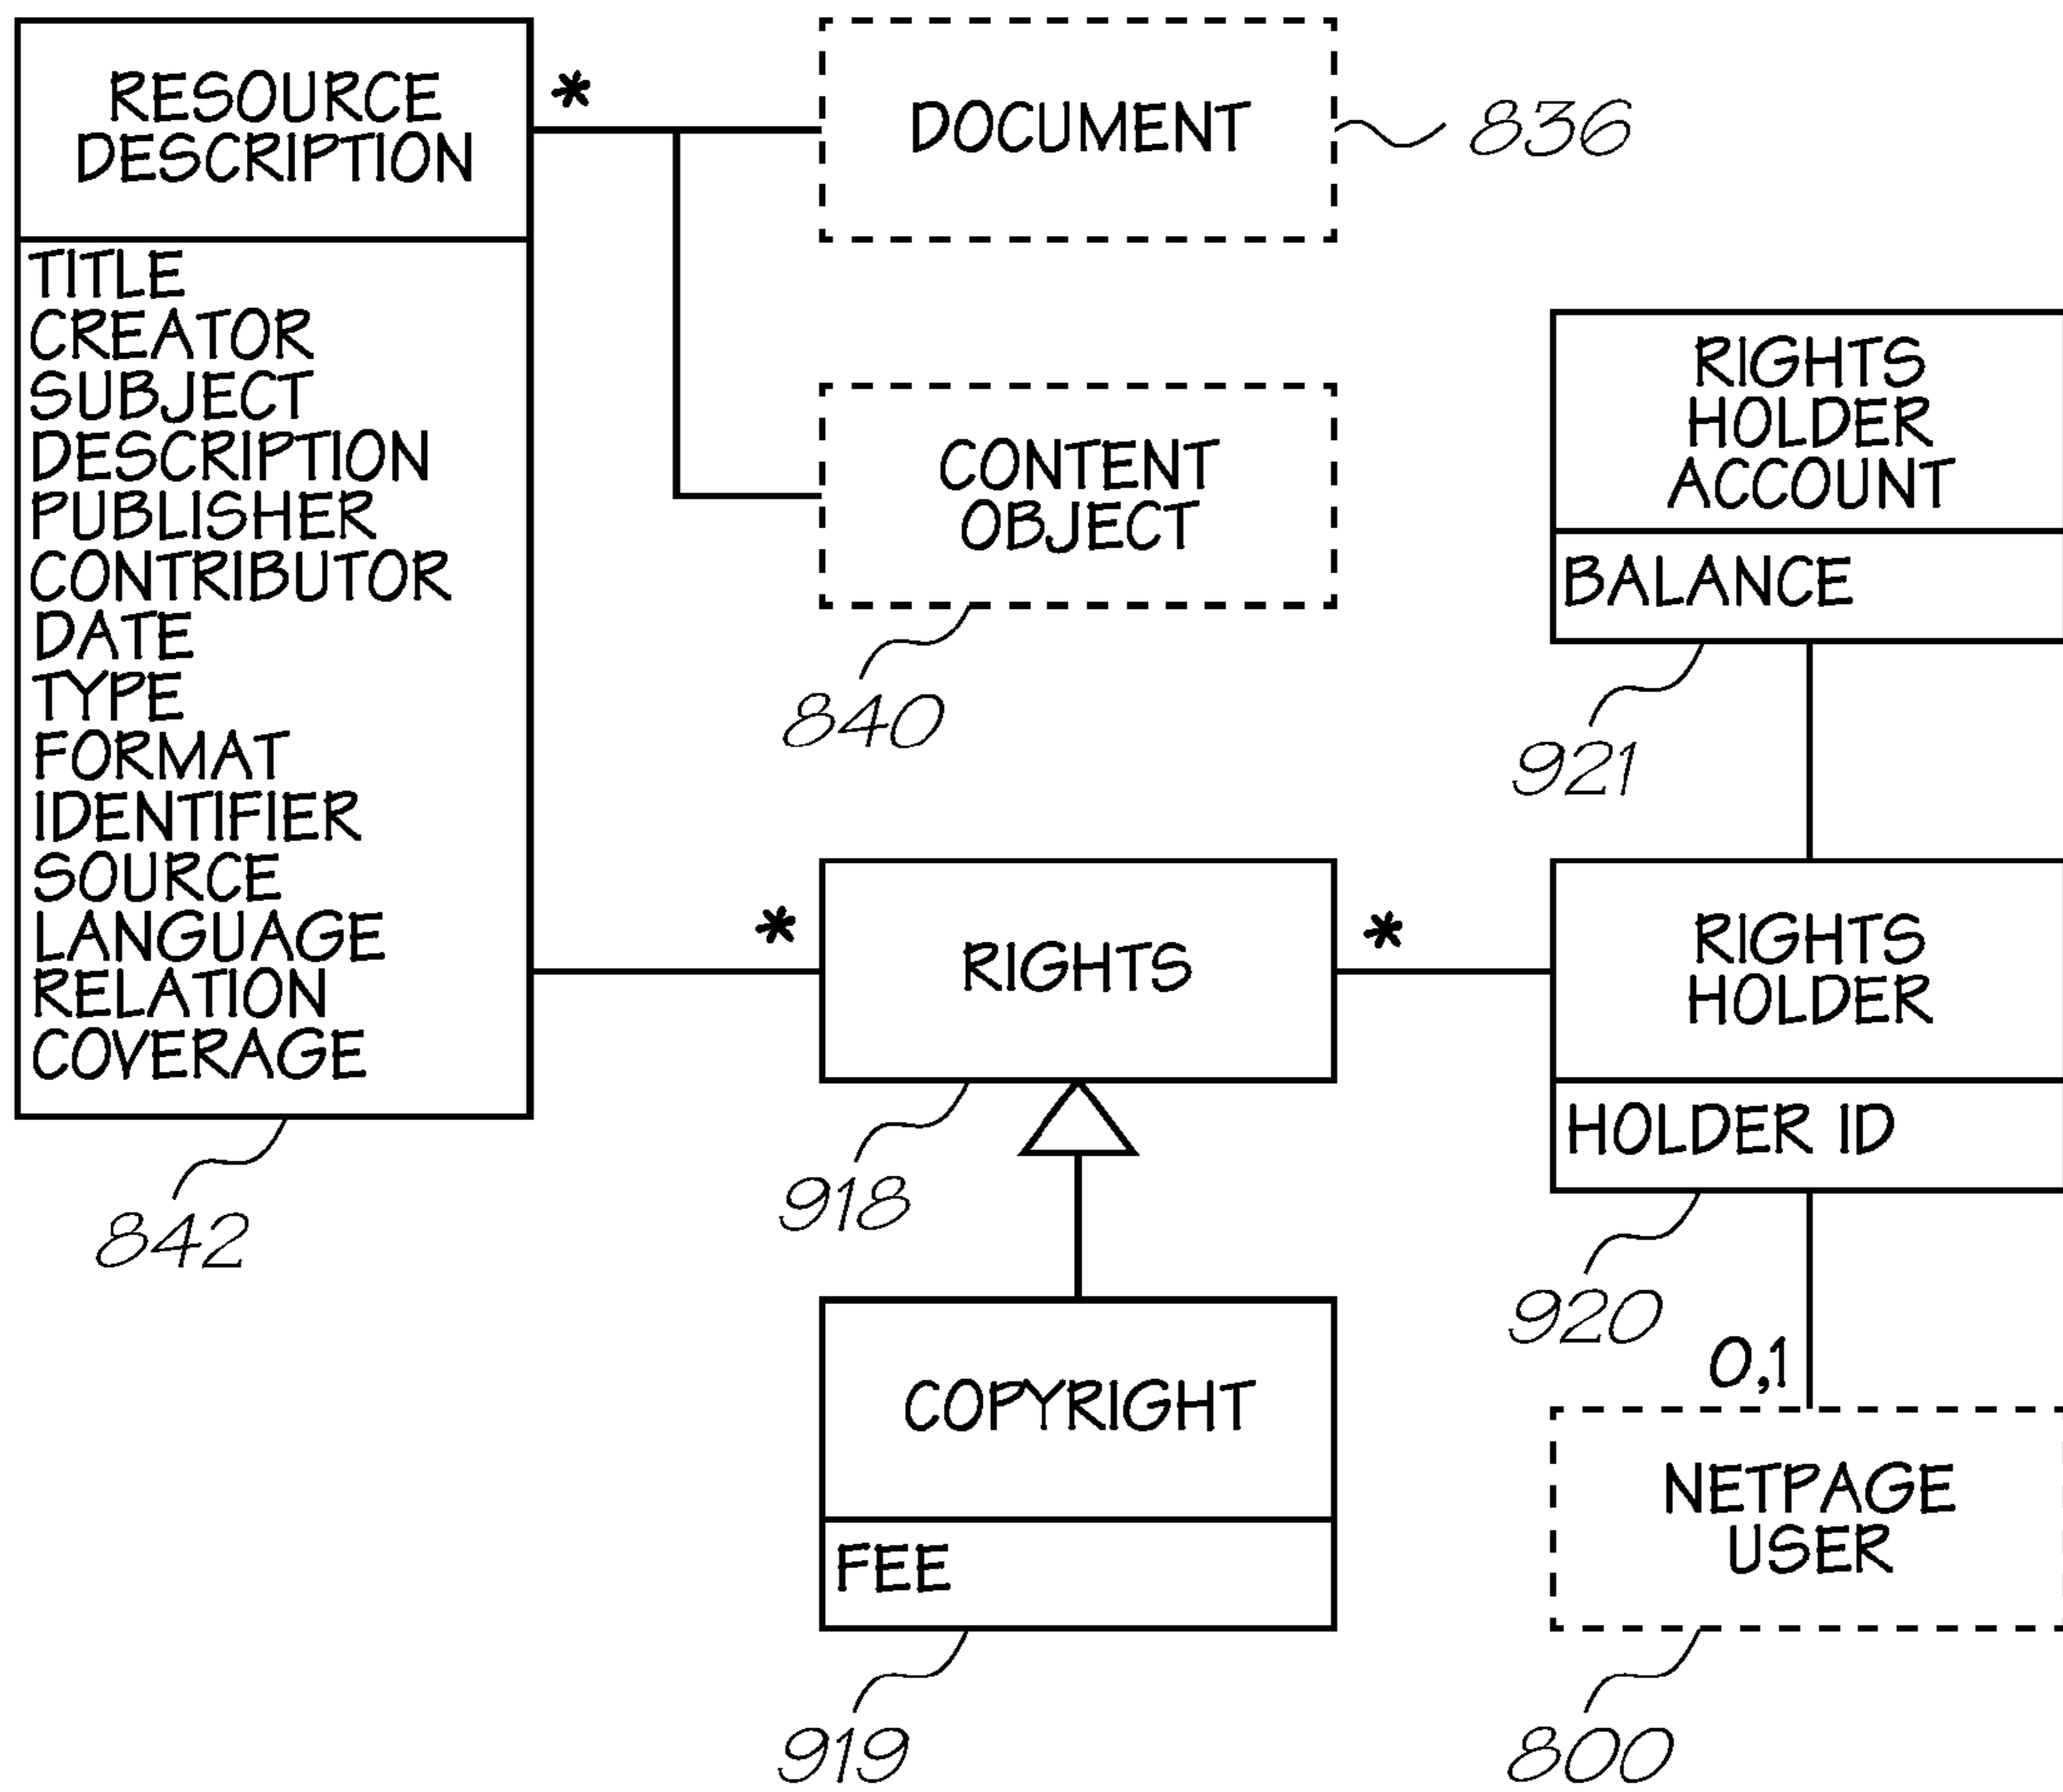 RESOURCE
DESCRIPTION
*
TITLE
CREATOR
SUBJECT
DESCRIPTION
PUBLISHER
CONTRIBUTOR
DATE
TYPE
FORMAT
IDENTIFIER
SOURCE
LANGUAGE
RELATION
COVERAGE
842
DOCUMENT
836
CONTENT
OBJECT
840
RIGHTS
HOLDER
ACCOUNT
BALANCE
921
*
RIGHTS
*
918
RIGHTS
HOLDER
HOLDER ID
920
0,1
COPYRIGHT
FEE
919
NETPAGE
USER
800